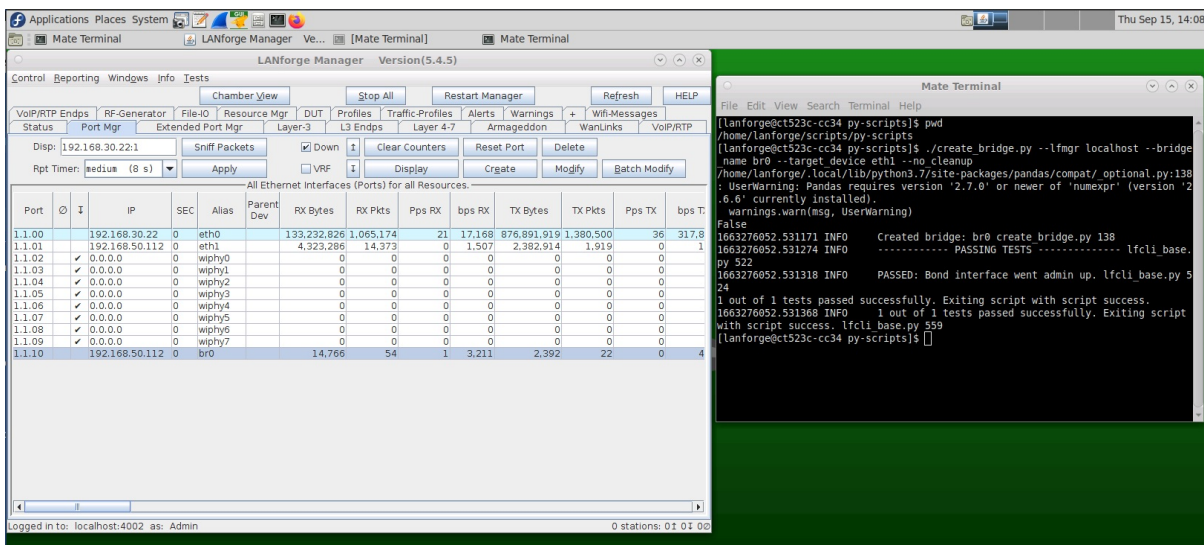 Applications Places System
Thu Sep 15, 14:08
Mate Terminal
LANforge Manager Ve...
[Mate Terminal]
Mate Terminal
LANforge Manager Version(5.4.5)
Control Reporting Windows Info Tests
Chamber View Stop All Restart Manager Refresh HELP
VoIP/RTP Endps RF-Generator File-IO Resource Mgr DUT Profiles Traffic-Profiles Alerts Warnings + Wifi-Messages
Status Port Mgr Extended Port Mgr Layer-3 L3 Endps Layer 4-7 Armageddon WanLinks VoIP/RTP
Disp: 192.168.30.22:1 Sniff Packets ✔ Down ↥ Clear Counters Reset Port Delete
Rpt Timer: medium (8 s) Apply VRF ↧ Display Create Modify Batch Modify
All Ethernet Interfaces (Ports) for all Resources.
Port ∅ ↧ IP SEC Alias Parent Dev RX Bytes RX Pkts Pps RX bps RX TX Bytes TX Pkts Pps TX bps T
1.1.00 192.168.30.22 0 eth0 133,232,826 1,065,174 21 17,168 876,891,919 1,380,500 36 317,8
1.1.01 192.168.50.112 0 eth1 4,323,286 14,373 0 1,507 2,382,914 1,919 0 1
1.1.02 ✔ 0.0.0.0 0 wiphy0 0 0 0 0 0 0 0
1.1.03 ✔ 0.0.0.0 0 wiphy1 0 0 0 0 0 0 0
1.1.04 ✔ 0.0.0.0 0 wiphy2 0 0 0 0 0 0 0
1.1.05 ✔ 0.0.0.0 0 wiphy3 0 0 0 0 0 0 0
1.1.06 ✔ 0.0.0.0 0 wiphy4 0 0 0 0 0 0 0
1.1.07 ✔ 0.0.0.0 0 wiphy5 0 0 0 0 0 0 0
1.1.08 ✔ 0.0.0.0 0 wiphy6 0 0 0 0 0 0 0
1.1.09 ✔ 0.0.0.0 0 wiphy7 0 0 0 0 0 0 0
1.1.10 192.168.50.112 0 br0 14,766 54 1 3,211 2,392 22 0 4
Logged in to: localhost:4002 as: Admin
0 stations: 0↥ 0↧ 0∅
Mate Terminal
File Edit View Search Terminal Help
[lanforge@ct523c-cc34 py-scripts]$ pwd
/home/lanforge/scripts/py-scripts
[lanforge@ct523c-cc34 py-scripts]$ ./create_bridge.py --lfmgr localhost --bridge
_name br0 --target_device eth1 --no_cleanup
/home/lanforge/.local/lib/python3.7/site-packages/pandas/compat/_optional.py:138
: UserWarning: Pandas requires version '2.7.0' or newer of 'numexpr' (version '2
.6.6' currently installed).
warnings.warn(msg, UserWarning)
False
1663276052.531171 INFO Created bridge: br0 create_bridge.py 138
1663276052.531274 INFO ------------ PASSING TESTS -------------- lfcli_base.
py 522
1663276052.531318 INFO PASSED: Bond interface went admin up. lfcli_base.py 5
24
1 out of 1 tests passed successfully. Exiting script with script success.
1663276052.531368 INFO 1 out of 1 tests passed successfully. Exiting script
with script success. lfcli_base.py 559
[lanforge@ct523c-cc34 py-scripts]$